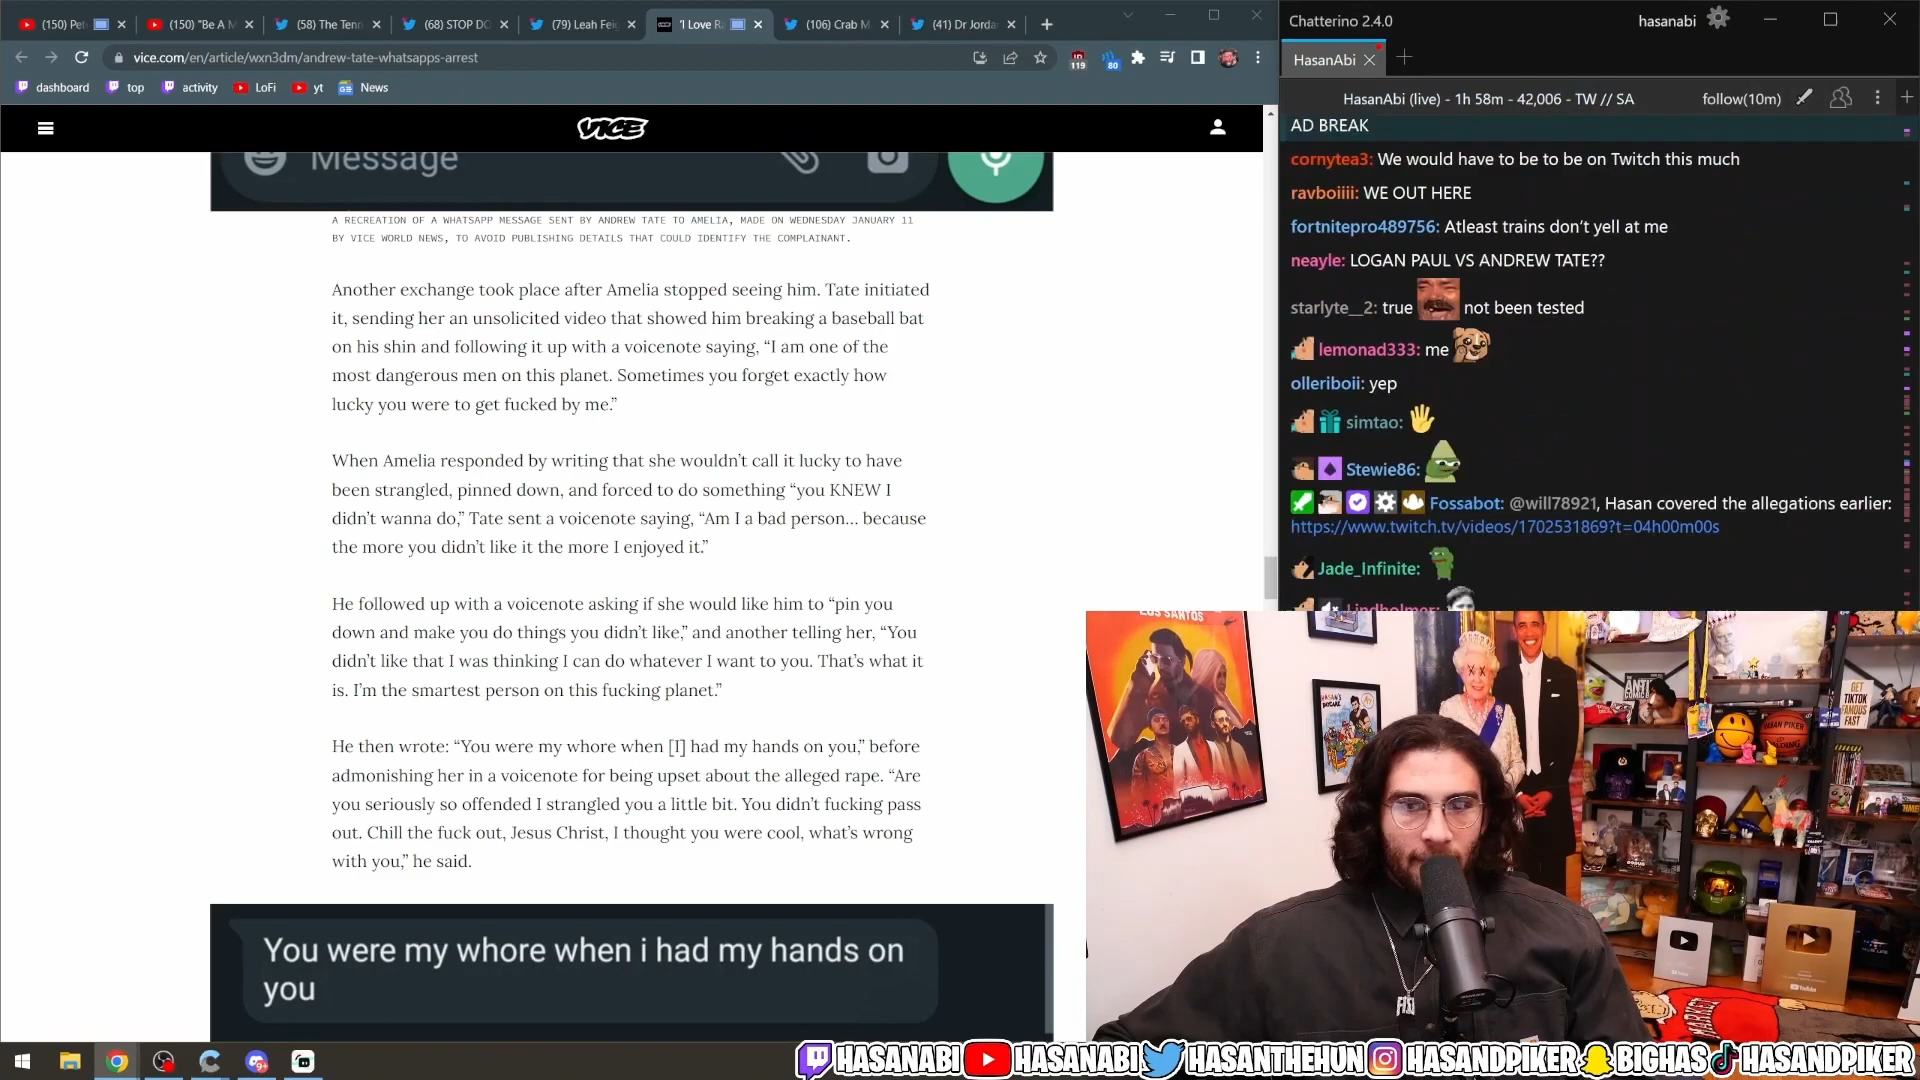 (150) Pet
(150) "Be A M
(58) The Tenn
(68) STOP DO
(79) Leah Feig
'I Love Ra
(106) Crab M
(41) Dr Jorda
vice.com/en/article/wxn3dm/andrew-tate-whatsapps-arrest
119
80
dashboard
top
activity
LoFi
yt
News
VICE
Message
A RECREATION OF A WHATSAPP MESSAGE SENT BY ANDREW TATE TO AMELIA, MADE ON WEDNESDAY JANUARY 11
BY VICE WORLD NEWS, TO AVOID PUBLISHING DETAILS THAT COULD IDENTIFY THE COMPLAINANT.
Another exchange took place after Amelia stopped seeing him. Tate initiated
it, sending her an unsolicited video that showed him breaking a baseball bat
on his shin and following it up with a voicenote saying, “I am one of the
most dangerous men on this planet. Sometimes you forget exactly how
lucky you were to get fucked by me.”
When Amelia responded by writing that she wouldn’t call it lucky to have
been strangled, pinned down, and forced to do something “you KNEW I
didn’t wanna do,” Tate sent a voicenote saying, “Am I a bad person… because
the more you didn’t like it the more I enjoyed it.”
He followed up with a voicenote asking if she would like him to “pin you
down and make you do things you didn’t like,” and another telling her, “You
didn’t like that I was thinking I can do whatever I want to you. That’s what it
is. I’m the smartest person on this fucking planet.”
He then wrote: “You were my whore when [I] had my hands on you,” before
admonishing her in a voicenote for being upset about the alleged rape. “Are
you seriously so offended I strangled you a little bit. You didn’t fucking pass
out. Chill the fuck out, Jesus Christ, I thought you were cool, what’s wrong
with you,” he said.
You were my whore when i had my hands on
you
Chatterino 2.4.0
hasanabi
HasanAbi
HasanAbi (live) - 1h 58m - 42,006 - TW // SA
follow(10m)
AD BREAK
cornytea3: We would have to be to be on Twitch this much
ravboiiii: WE OUT HERE
fortnitepro489756: Atleast trains don’t yell at me
neayle: LOGAN PAUL VS ANDREW TATE??
starlyte__2: true not been tested
lemonad333: me
olleriboii: yep
simtao:
Stewie86:
Fossabot: @will78921, Hasan covered the allegations earlier:
https://www.twitch.tv/videos/1702531869?t=04h00m00s
Jade_Infinite:
Lindholmer:
LOS SANTOS
GET
TIKTOK
FAMOUS
FAST
HASANABI HASANABI HASANTHEHUN HASANDPIKER BIGHAS HASANDPIKER